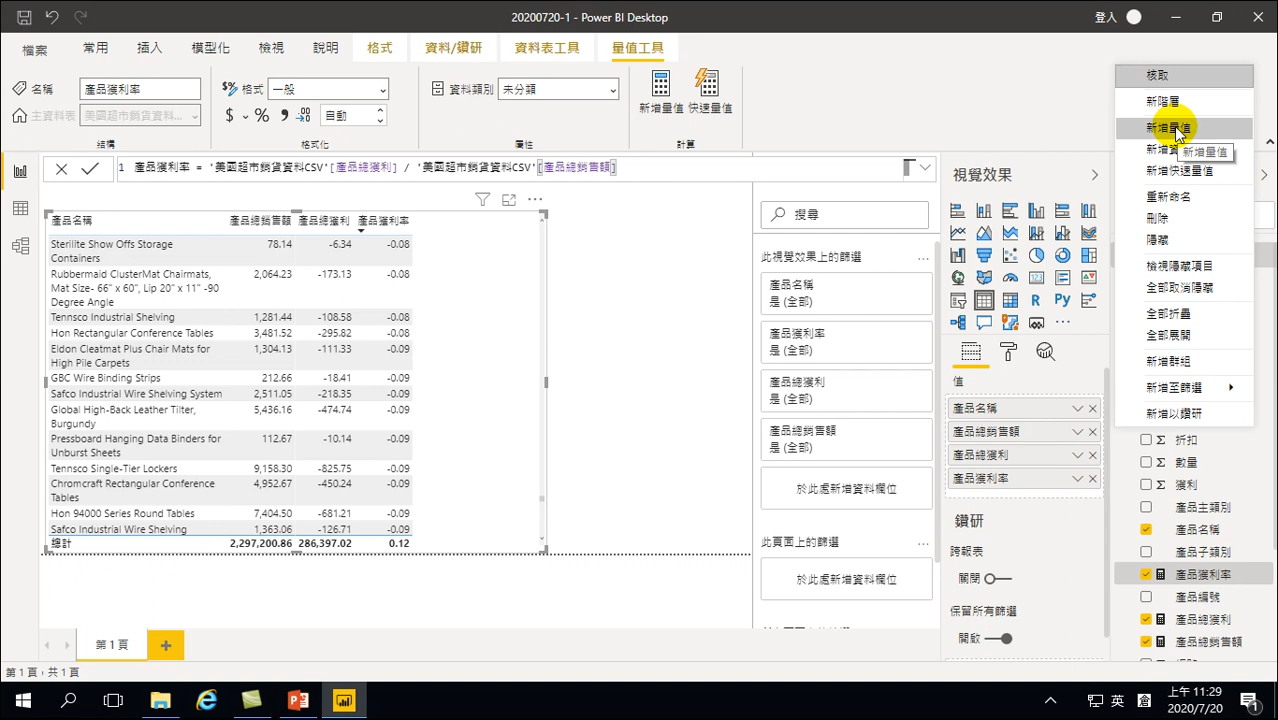 20200720-1 - Power BI Desktop
登入
檔案
常用
插入
模型化
檢視
說明
格式
資料/鑽研
資料表工具
量值工具
名稱
產品獲利率
主資料表
美國超市銷貨資料...
結構
格式
一般
$
%
自動
格式化
資料類別
未分類
屬性
新增量值
快速量值
計算
1 產品獲利率 = '美國超市銷貨資料CSV'[產品總獲利] / '美國超市銷貨資料CSV'[產品總銷售額]
產品名稱 產品總銷售額 產品總獲利 產品獲利率
Sterilite Show Offs Storage 78.14 -6.34 -0.08
Containers
Rubbermaid ClusterMat Chairmats, 2,064.23 -173.13 -0.08
Mat Size- 66" x 60", Lip 20" x 11" -90
Degree Angle
Tennsco Industrial Shelving 1,281.44 -108.58 -0.08
Hon Rectangular Conference Tables 3,481.52 -295.82 -0.08
Eldon Cleatmat Plus Chair Mats for 1,304.13 -111.33 -0.09
High Pile Carpets
GBC Wire Binding Strips 212.66 -18.41 -0.09
Safco Industrial Wire Shelving System 2,511.05 -218.35 -0.09
Global High-Back Leather Tilter, 5,436.16 -474.74 -0.09
Burgundy
Pressboard Hanging Data Binders for 112.67 -10.14 -0.09
Unburst Sheets
Tennsco Single-Tier Lockers 9,158.30 -825.75 -0.09
Chromcraft Rectangular Conference 4,952.67 -450.24 -0.09
Tables
Hon 94000 Series Round Tables 7,404.50 -681.21 -0.09
Safco Industrial Wire Shelving 1,363.06 -126.71 -0.09
總計 2,297,200.86 286,397.02 0.12
搜尋
此視覺效果上的篩選
產品名稱
是 (全部)
產品獲利率
是 (全部)
產品總獲利
是 (全部)
產品總銷售額
是 (全部)
於此處新增資料欄位
此頁面上的篩選
於此處新增資料欄位
視覺效果
123
R
Py
值
產品名稱
產品總銷售額
產品總獲利
產品獲利率
鑽研
跨報表
關閉
保留所有篩選
開啟
核取
新階層
新增量值
新增量值
新增快速量值
重新命名
刪除
隱藏
檢視隱藏項目
全部取消隱藏
全部折疊
全部展開
新增群組
新增至篩選
新增以鑽研
折扣
數量
獲利
產品主類別
產品名稱
產品子類別
產品獲利率
產品編號
產品總獲利
產品總銷售額
第 1 頁
第 1 頁，共 1 頁
英
上午 11:29
2020/7/20
1